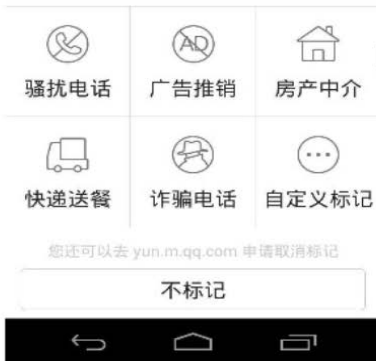 AD
骚扰电话 广告推销 房产中介
快递送餐 诈骗电话 自定义标记
您还可以去 yun.m.qq.com 申请取消标记
不标记